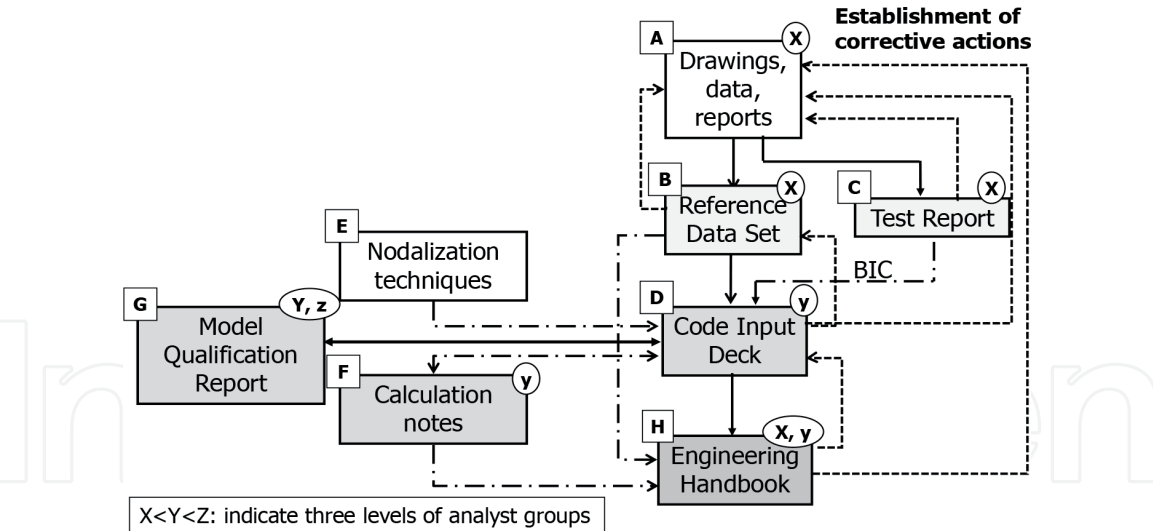 Establishment of
corrective actions
A
X
Drawings,
data,
reports
B
X
Reference
Data Set
C
X
Test Report
E
Nodalization
techniques
BIC
G
Y, z
Model
Qualification
Report
D
y
Code Input
Deck
F
y
Calculation
notes
H
X, y
Engineering
Handbook
X<Y<Z: indicate three levels of analyst groups